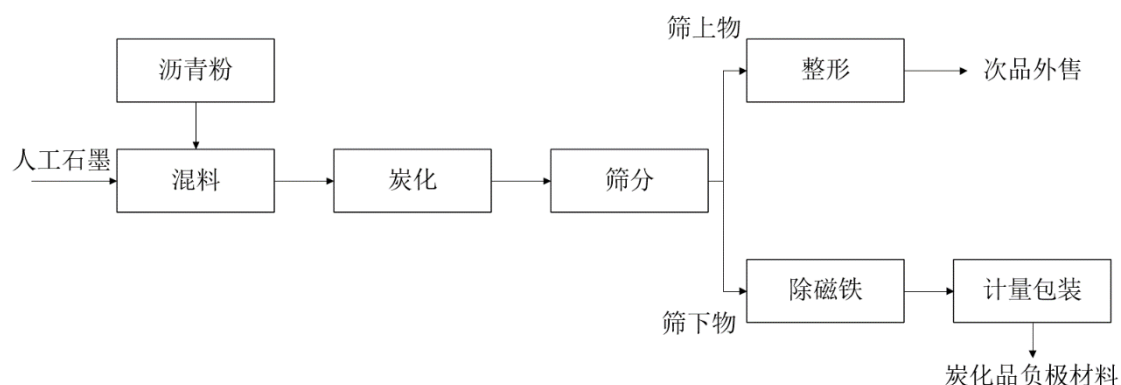 筛上物
沥青粉
整形
次品外售
人工石墨
混料
炭化
筛分
除磁铁
计量包装
筛下物
炭化品负极材料